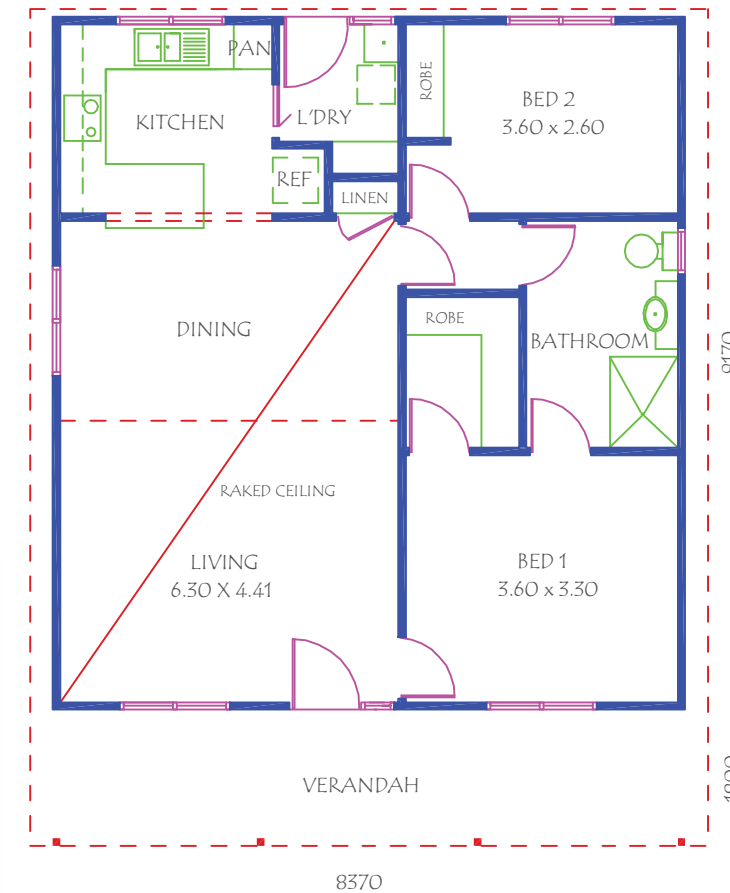 PAN
KITCHEN
L'DRY
ROBE
BED 2
3.60 x 2.60
REF
LINEN
DINING
ROBE
BATHROOM
RAKED CEILING
LIVING
6.30 X 4.41
BED 1
3.60 x 3.30
VERANDAH
8370